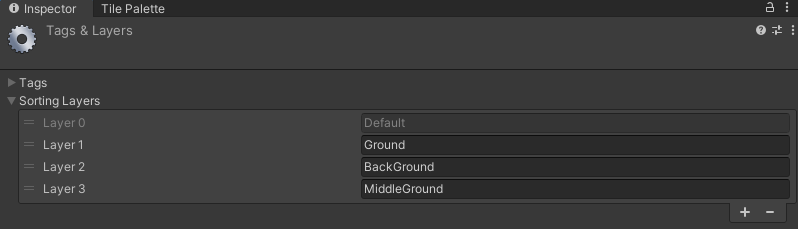 Inspector Tile Palette
Tags & Layers
Tags
Sorting Layers
Layer 0 Default
Layer 1 Ground
Layer 2 BackGround
Layer 3 MiddleGround